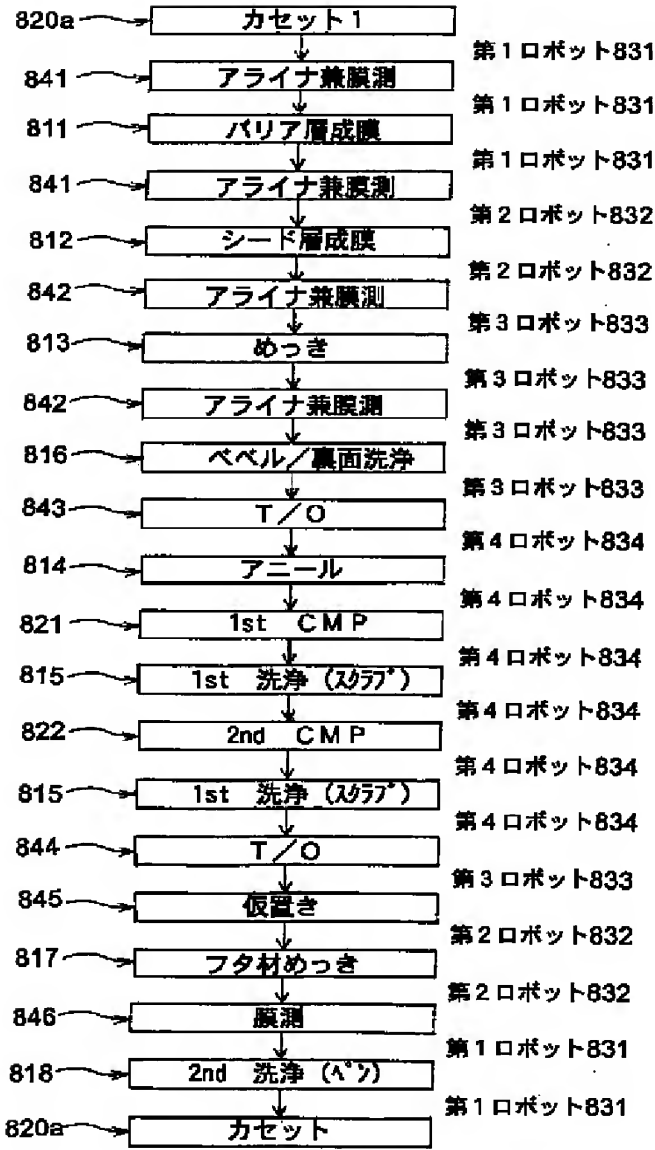 820a カセット1
第1ロボット831
841 アライナ兼膜測
第1ロボット831
811 バリア層成膜
第1ロボット831
841 アライナ兼膜測
第2ロボット832
812 シード層成膜
第2ロボット832
842 アライナ兼膜測
第3ロボット833
813 めっき
第3ロボット833
842 アライナ兼膜測
第3ロボット833
816 ベベル/裏面洗浄
第3ロボット833
843 T/O
第4ロボット834
814 アニール
第4ロボット834
821 1st CMP
第4ロボット834
815 1st 洗浄 (スクラブ)
第4ロボット834
822 2nd CMP
第4ロボット834
815 1st 洗浄 (スクラブ)
第4ロボット834
844 T/O
第3ロボット833
845 仮置き
第2ロボット832
817 フタ材めっき
第2ロボット832
846 膜測
第1ロボット831
818 2nd 洗浄 (ペン)
第1ロボット831
820a カセット